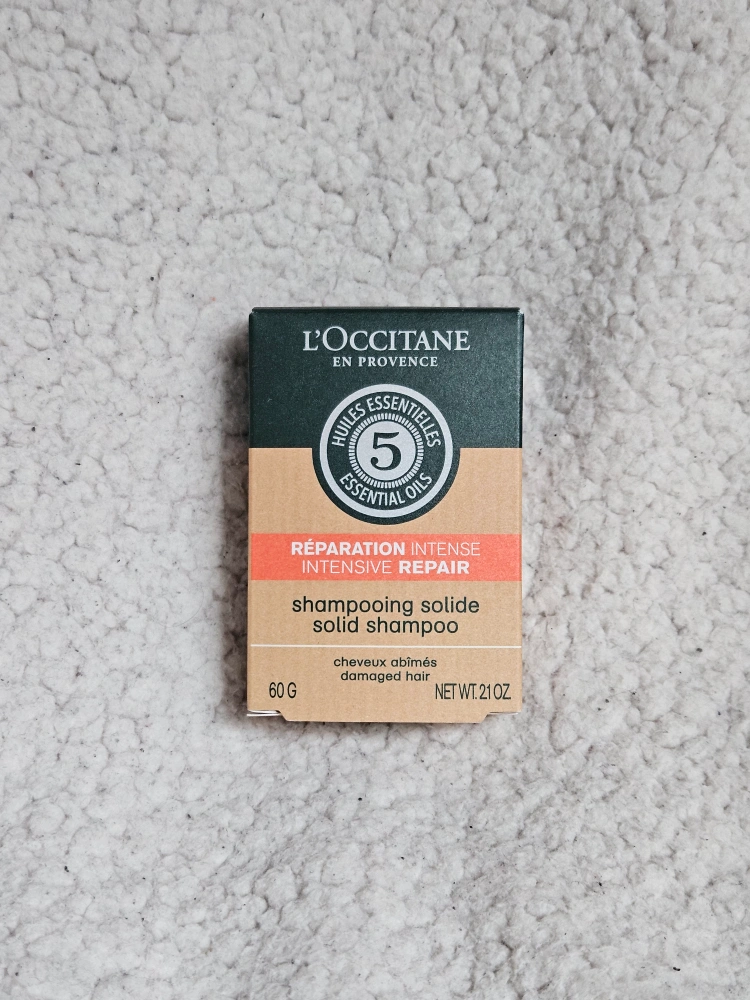 L'OCCITANE
EN PROVENCE
HUILES ESSENTIELLES
5
ESSENTIAL OILS
RÉPARATION INTENSE
INTENSIVE REPAIR
shampooing solide
solid shampoo
cheveux abîmés
damaged hair
60 G NET WT. 2.1 OZ.